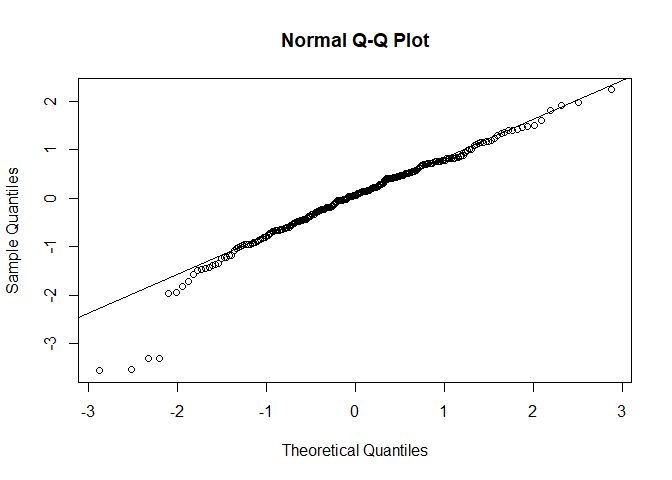 Normal Q-Q Plot
Sample Quantiles
2
1
0
-1
-2
-3
-3 -2 -1 0 1 2 3
Theoretical Quantiles